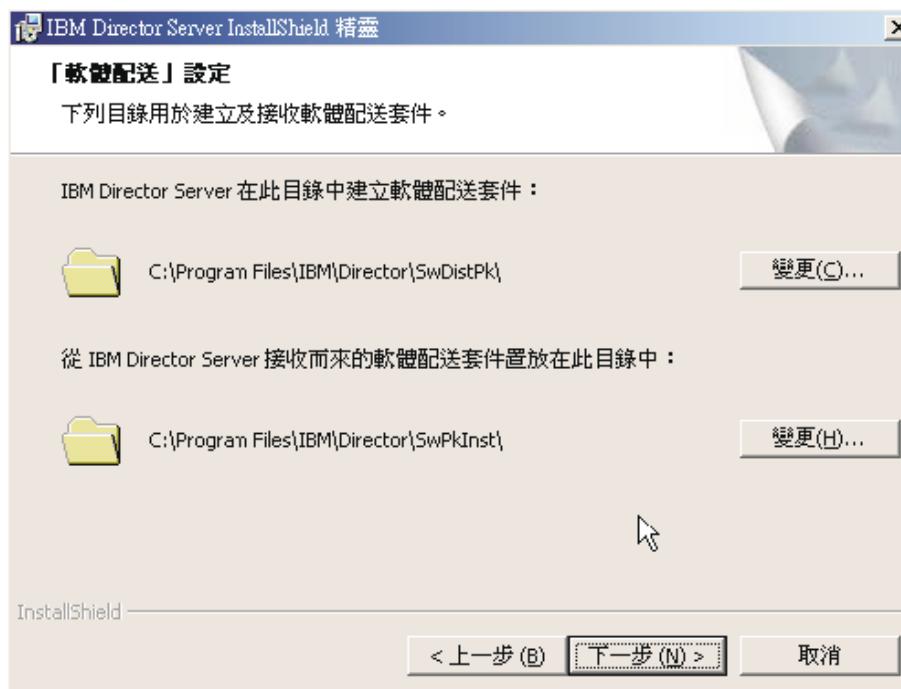 IBM Director Server InstallShield 精靈
「軟體配送」設定
下列目錄用於建立及接收軟體配送套件。
IBM Director Server 在此目錄中建立軟體配送套件：
C:\Program Files\IBM\Director\SwDistPk\
變更(C)...
從 IBM Director Server 接收而來的軟體配送套件置放在此目錄中：
C:\Program Files\IBM\Director\SwPkInst\
變更(H)...
InstallShield
< 上一步 (B)
下一步 (N) >
取消